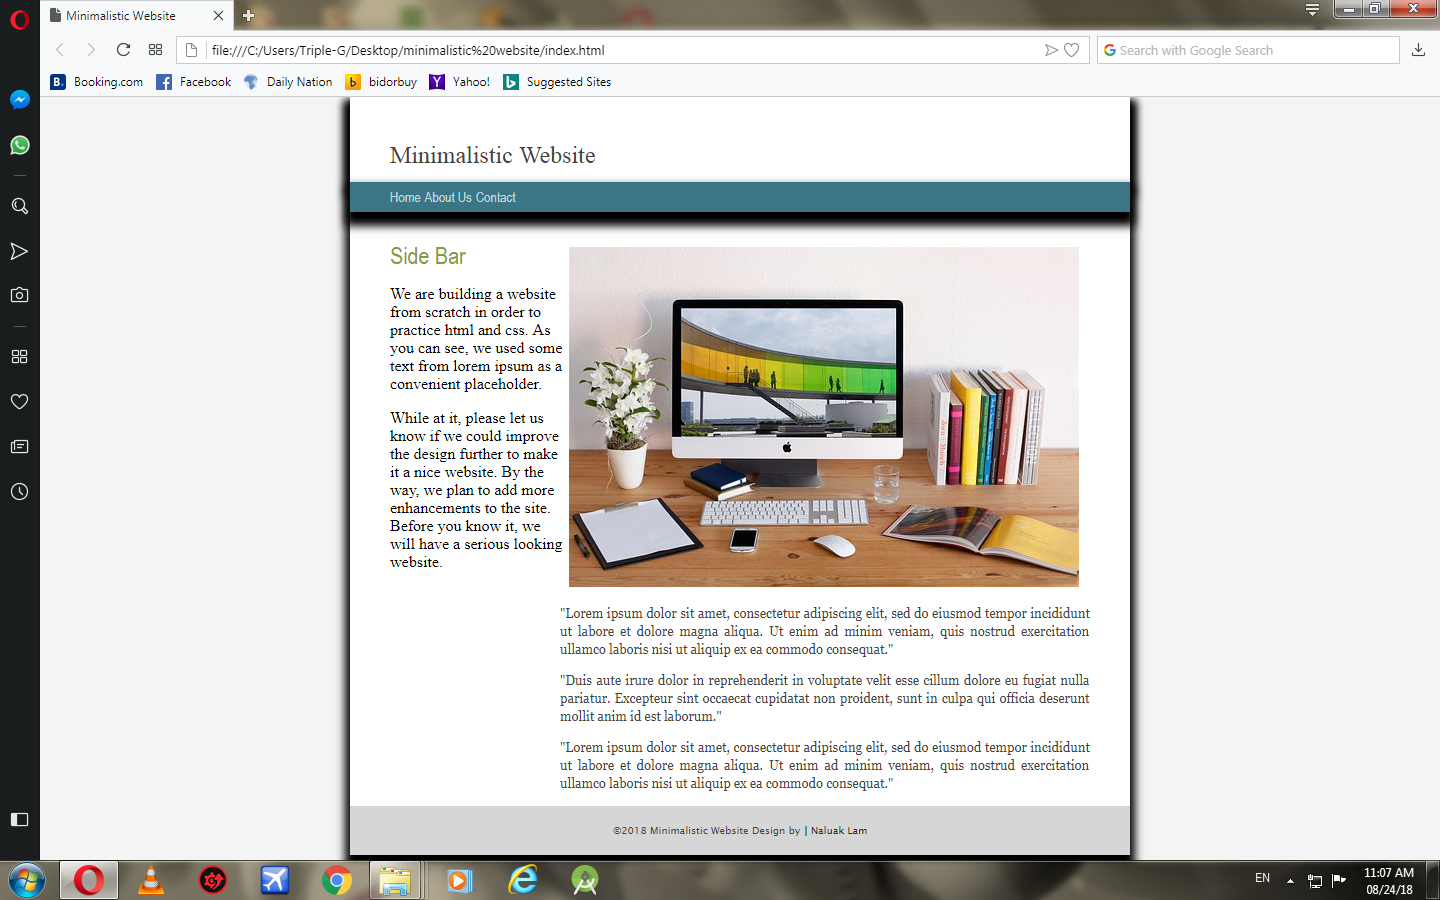 Minimalistic Website
file:///C:/Users/Triple-G/Desktop/minimalistic%20website/index.html
Search with Google Search
B. Booking.com Facebook Daily Nation b bidorbuy Yahoo! Suggested Sites
Minimalistic Website
Home About Us Contact
Side Bar
We are building a website
from scratch in order to
practice html and css. As
you can see, we used some
text from lorem ipsum as a
convenient placeholder.
While at it, please let us
know if we could improve
the design further to make
it a nice website. By the
way, we plan to add more
enhancements to the site.
Before you know it, we
will have a serious looking
website.
"Lorem ipsum dolor sit amet, consectetur adipiscing elit, sed do eiusmod tempor incididunt
ut labore et dolore magna aliqua. Ut enim ad minim veniam, quis nostrud exercitation
ullamco laboris nisi ut aliquip ex ea commodo consequat."
"Duis aute irure dolor in reprehenderit in voluptate velit esse cillum dolore eu fugiat nulla
pariatur. Excepteur sint occaecat cupidatat non proident, sunt in culpa qui officia deserunt
mollit anim id est laborum."
"Lorem ipsum dolor sit amet, consectetur adipiscing elit, sed do eiusmod tempor incididunt
ut labore et dolore magna aliqua. Ut enim ad minim veniam, quis nostrud exercitation
ullamco laboris nisi ut aliquip ex ea commodo consequat."
©2018 Minimalistic Website Design by | Naluak Lam
EN
11:07 AM
08/24/18